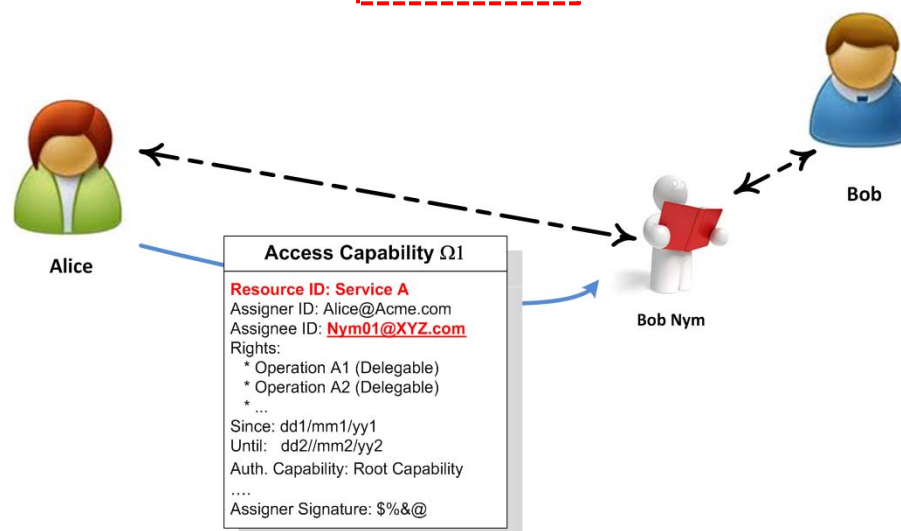 Bob
Alice
Access Capability Ω1
Resource ID: Service A
Assigner ID: Alice@Acme.com
Assignee ID: Nym01@XYZ.com
Rights:
* Operation A1 (Delegable)
* Operation A2 (Delegable)
* ...
Since: dd1/mm1/yy1
Until: dd2//mm2/yy2
Auth. Capability: Root Capability
....
Assigner Signature: $%&@
Bob Nym